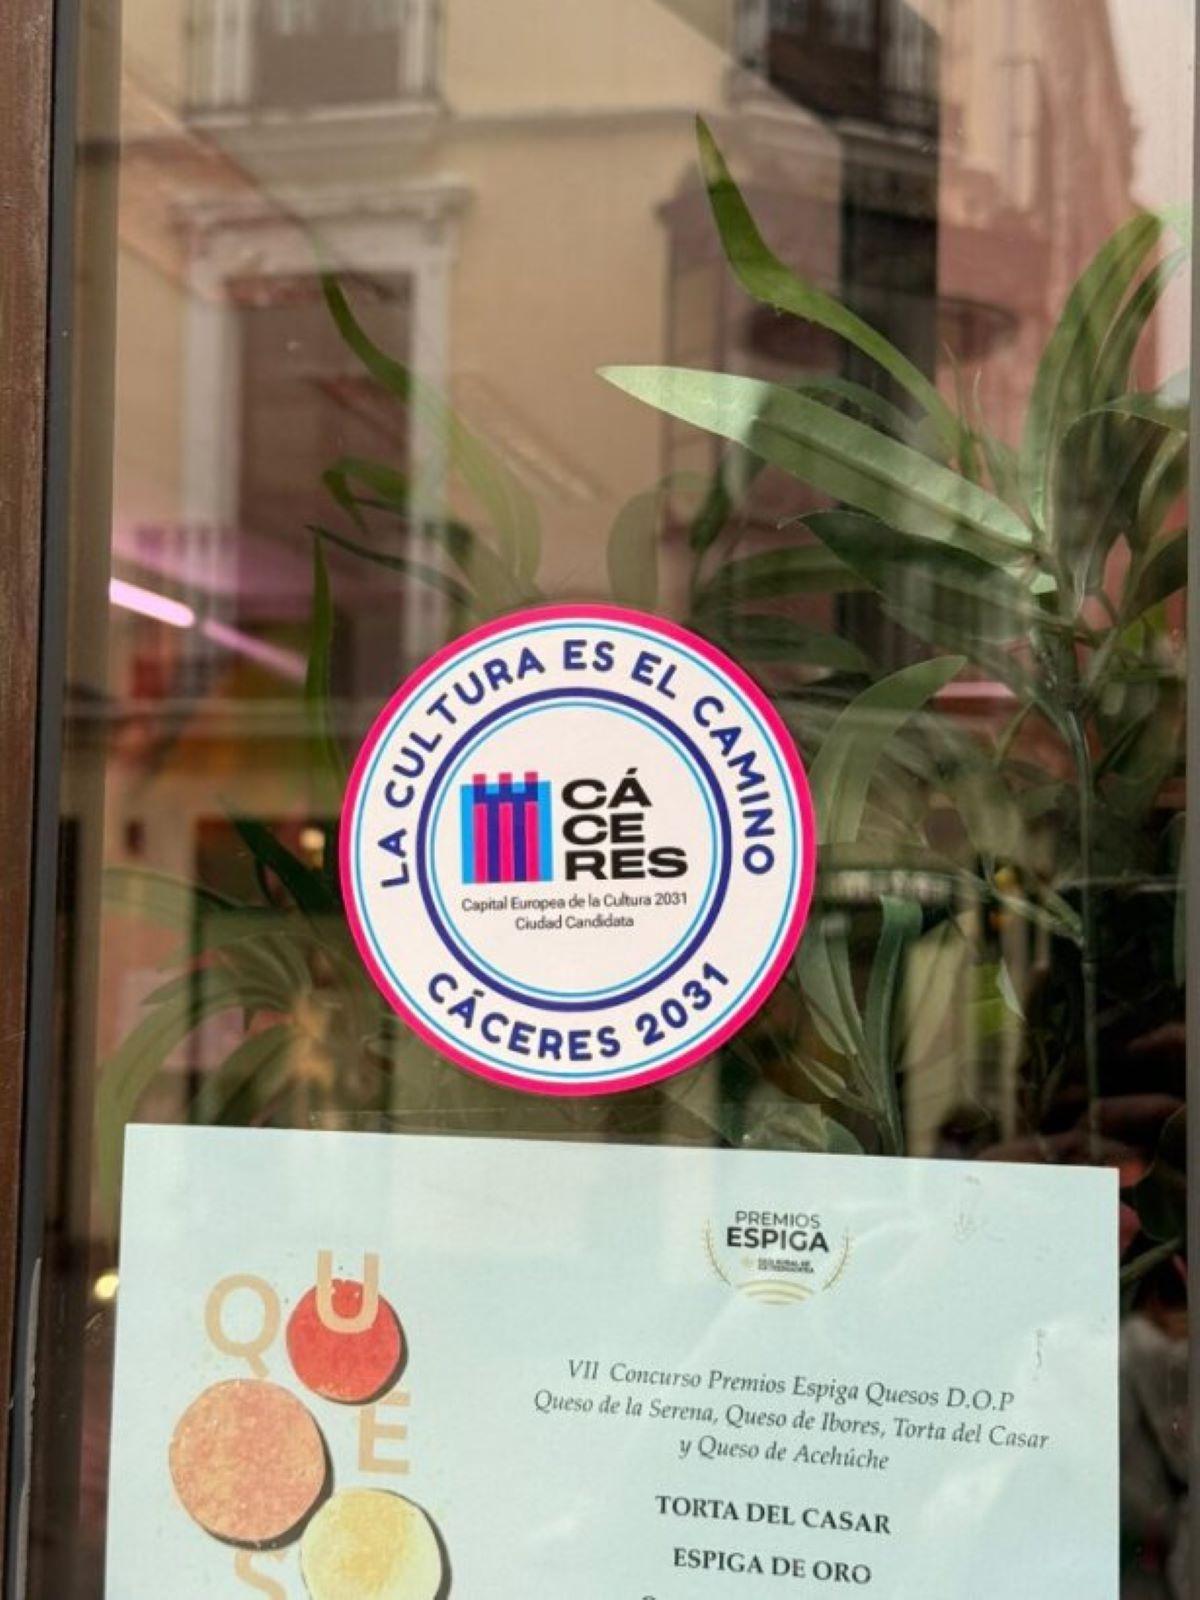 LA CULTURA ES EL CAMINO
CÁ
CE
RES
Capital Europea de la Cultura 2031
Ciudad Candidata
CÁCERES 2031
PREMIOS
ESPIGA
Q
U
E
S
VII Concurso Premios Espiga Quesos D.O.P
Queso de la Serena, Queso de Ibores, Torta del Casar
y Queso de Acehúche
TORTA DEL CASAR
ESPIGA DE ORO